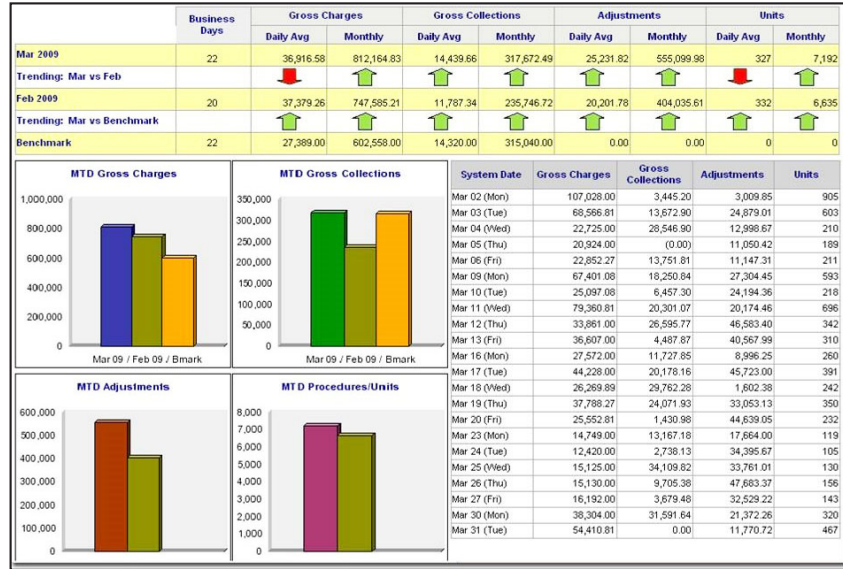 Business Days Gross Charges Gross Collections Adjustments Units
Daily Avg Monthly Daily Avg Monthly Daily Avg Monthly Daily Avg Monthly
Mar 2009 22 36,916.58 812,164.83 14,439.66 317,672.49 25,231.82 555,099.98 327 7,192
Trending: Mar vs Feb
Feb 2009 20 37,379.26 747,585.21 11,787.34 235,746.72 20,201.78 404,035.61 332 6,635
Trending: Mar vs Benchmark
Benchmark 22 27,389.00 602,558.00 14,320.00 315,040.00 0.00 0.00 0 0
MTD Gross Charges
1,000,000
800,000
600,000
400,000
200,000
0
Mar 09 / Feb 09 / Bmark
MTD Gross Collections
350,000
300,000
250,000
200,000
150,000
100,000
50,000
0
Mar 09 / Feb 09 / Bmark
MTD Adjustments
600,000
500,000
400,000
300,000
200,000
100,000
0
MTD Procedures/Units
8,000
7,000
6,000
5,000
4,000
3,000
2,000
1,000
0
System Date Gross Charges Gross Collections Adjustments Units
Mar 02 (Mon) 107,028.00 3,445.20 3,009.85 905
Mar 03 (Tue) 68,566.81 13,672.90 24,879.01 603
Mar 04 (Wed) 22,725.00 28,546.90 12,998.67 210
Mar 05 (Thu) 20,924.00 (0.00) 11,050.42 189
Mar 06 (Fri) 22,852.27 13,751.81 11,147.31 211
Mar 09 (Mon) 67,401.08 18,250.84 27,304.45 593
Mar 10 (Tue) 25,097.08 6,457.30 24,194.36 218
Mar 11 (Wed) 79,360.81 20,301.07 20,174.46 696
Mar 12 (Thu) 33,861.00 26,595.77 46,583.40 342
Mar 13 (Fri) 36,607.00 4,487.87 40,567.99 310
Mar 16 (Mon) 27,572.00 11,727.85 8,996.25 260
Mar 17 (Tue) 44,228.00 20,178.16 45,723.00 391
Mar 18 (Wed) 26,269.89 29,762.28 1,602.38 242
Mar 19 (Thu) 37,788.27 24,071.93 33,053.13 350
Mar 20 (Fri) 25,552.81 1,430.98 44,639.05 232
Mar 23 (Mon) 14,749.00 13,167.18 17,664.00 119
Mar 24 (Tue) 12,420.00 2,738.13 34,395.67 105
Mar 25 (Wed) 15,125.00 34,109.82 33,761.01 130
Mar 26 (Thu) 15,130.00 9,705.38 47,683.37 156
Mar 27 (Fri) 16,192.00 3,679.48 32,529.22 143
Mar 30 (Mon) 38,304.00 31,591.64 21,372.26 320
Mar 31 (Tue) 54,410.81 0.00 11,770.72 467